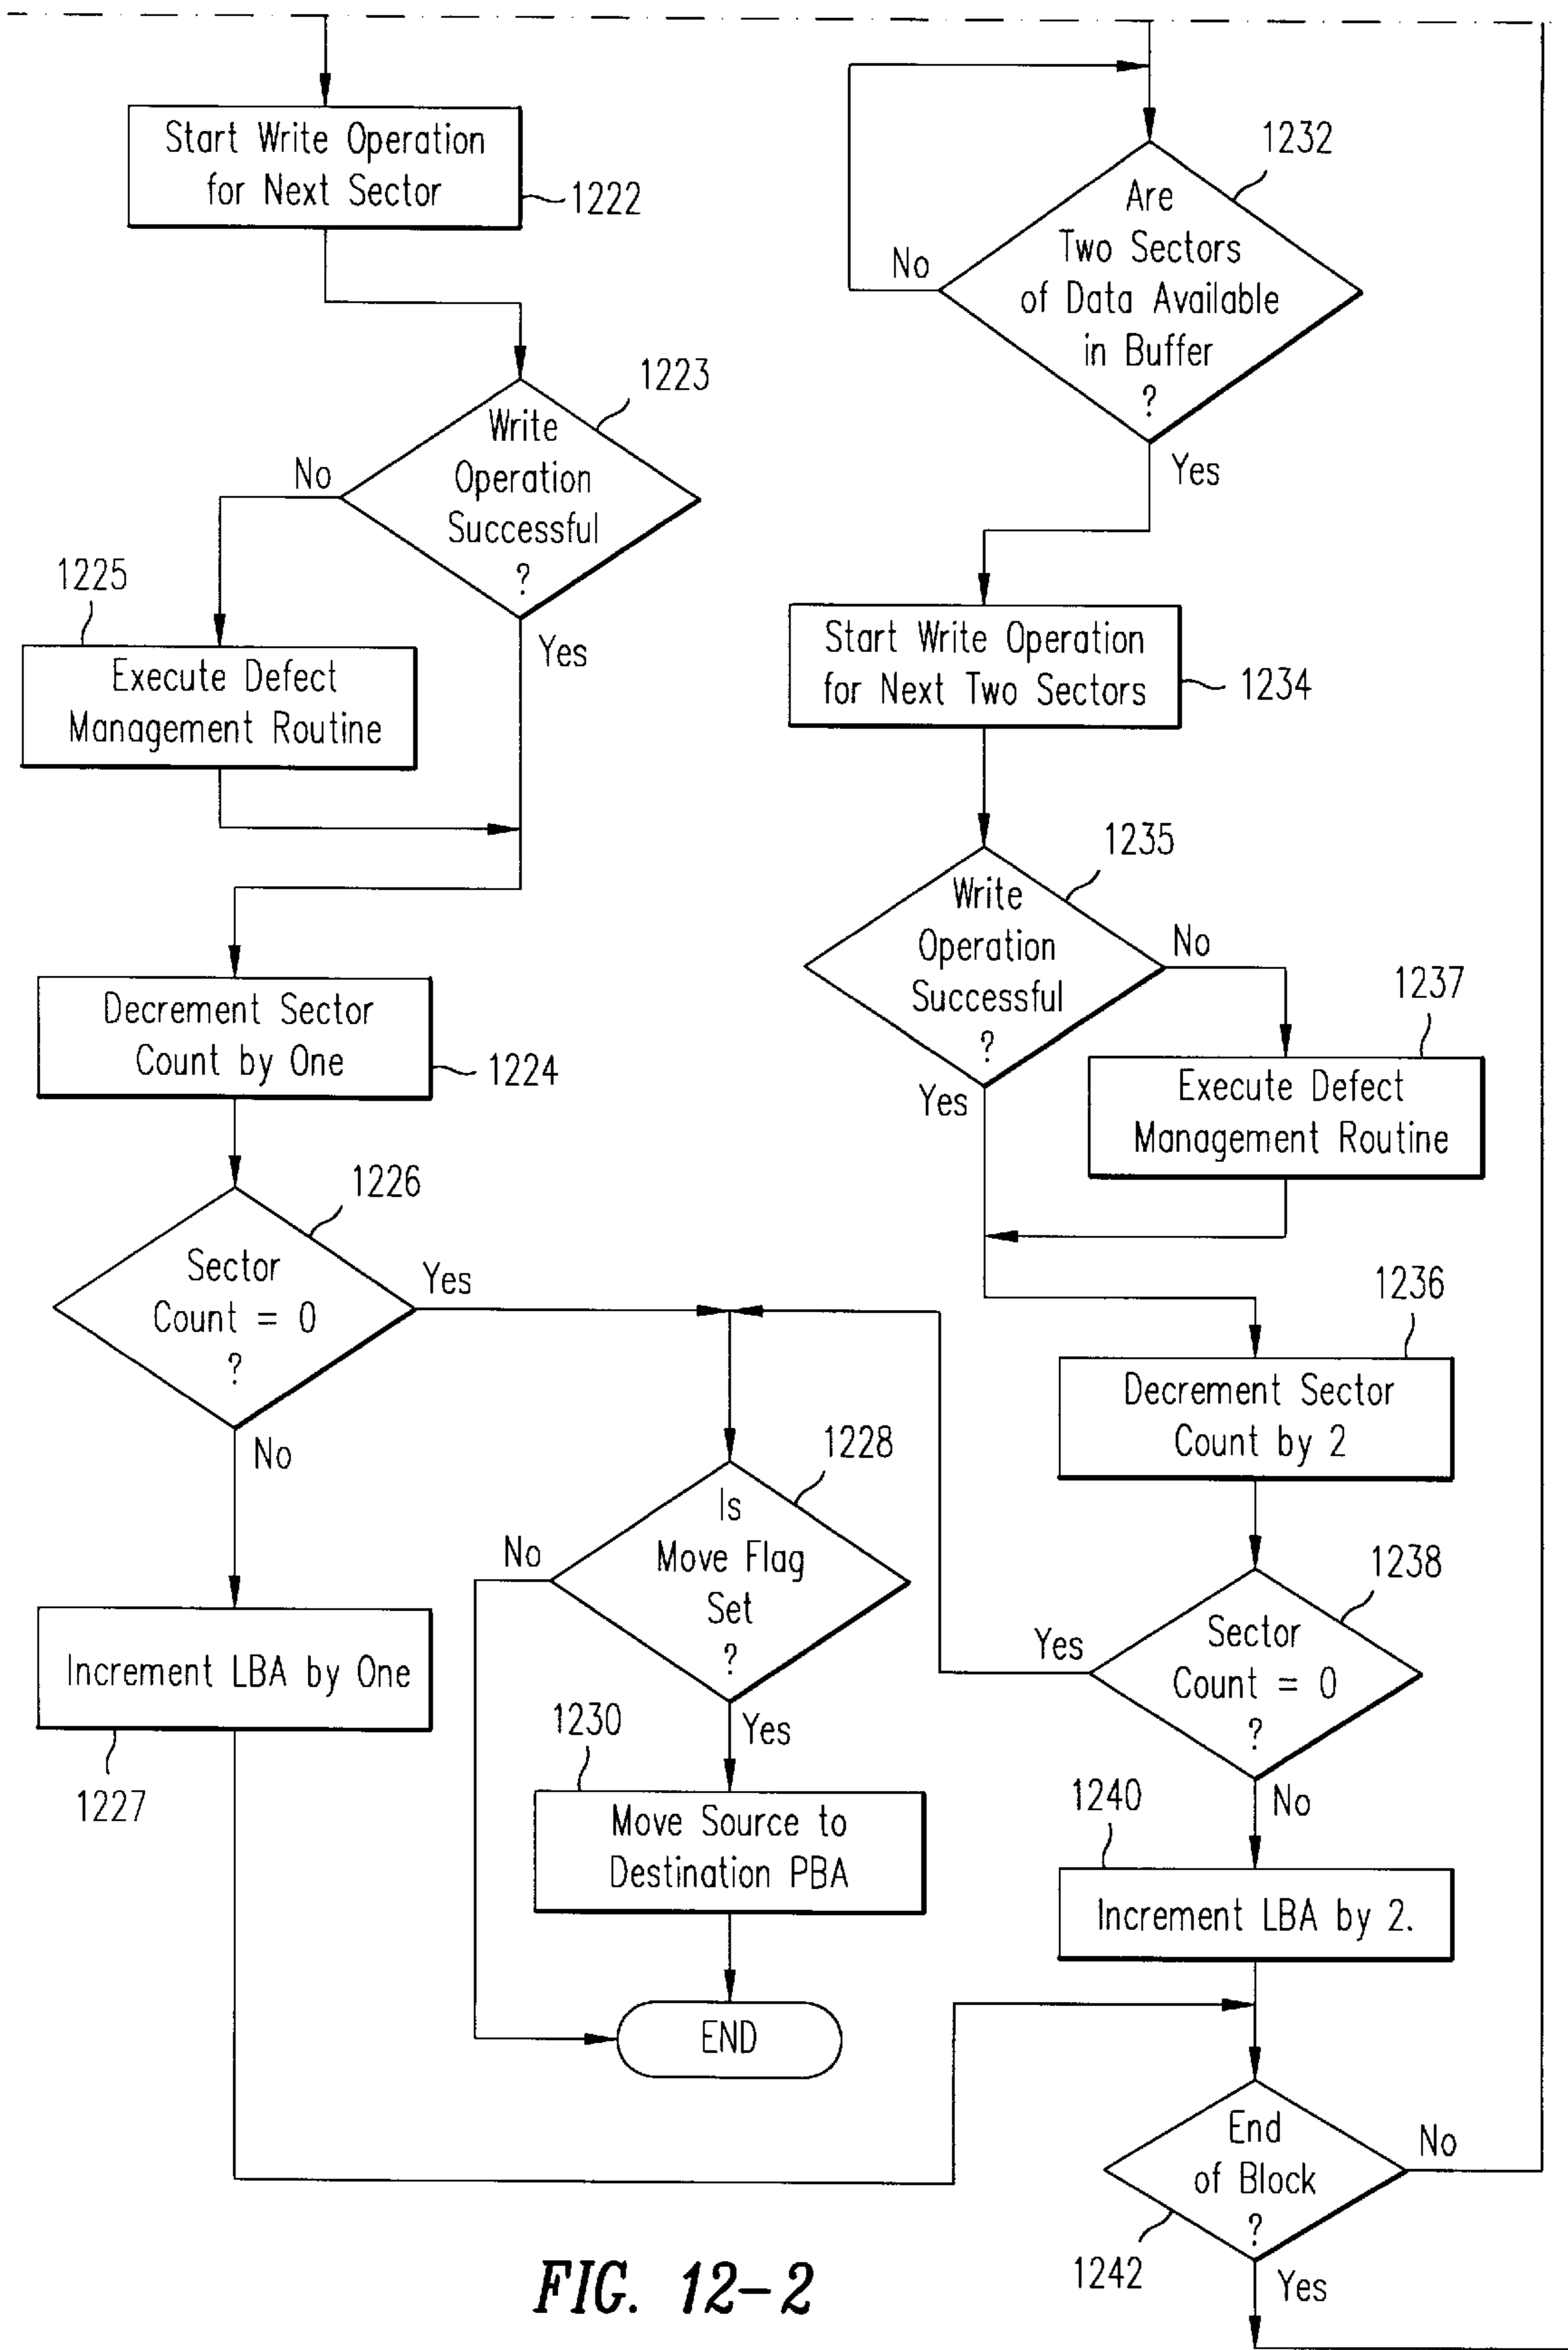 Start Write Operation
for Next Sector
1222
Write
Operation
Successful
?
1223
No
Yes
1225
Execute Defect
Management Routine
Decrement Sector
Count by One
1224
Sector
Count = 0
?
1226
Yes
No
Increment LBA by One
1227
Is
Move Flag
Set
?
1228
No
Yes
1230
Move Source to
Destination PBA
END
Are
Two Sectors
of Data Available
in Buffer
?
1232
No
Yes
Start Write Operation
for Next Two Sectors
1234
Write
Operation
Successful
?
1235
No
Yes
1237
Execute Defect
Management Routine
1236
Decrement Sector
Count by 2
1238
Sector
Count = 0
?
Yes
No
1240
Increment LBA by 2.
End
of Block
?
1242
No
Yes
FIG. 12-2